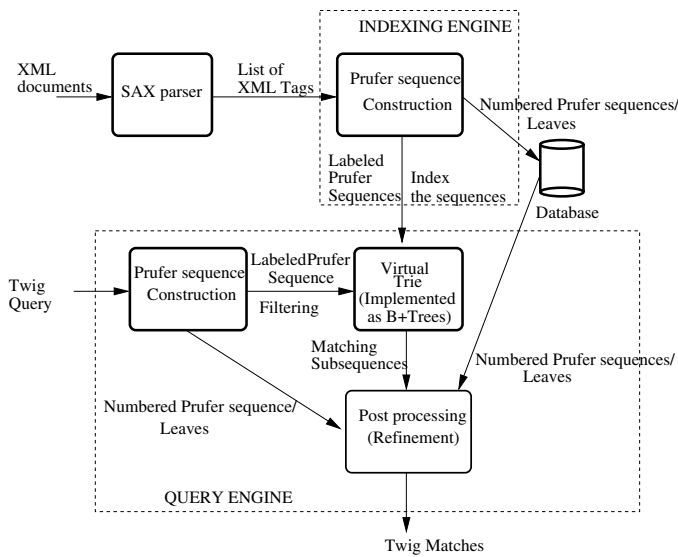 INDEXING ENGINE
XML
documents
SAX parser
List of
XML Tags
Prufer sequence
Construction
Numbered Prufer sequences/
Leaves
Labeled
Prufer
Sequences
Index
the sequences
Database
Twig
Query
Prufer sequence
Construction
LabeledPrufer
Sequence
Filtering
Virtual
Trie
(Implemented
as B+Trees)
Matching
Subsequences
Numbered Prufer sequences/
Leaves
Numbered Prufer sequence/
Leaves
Post processing
(Refinement)
QUERY ENGINE
Twig Matches